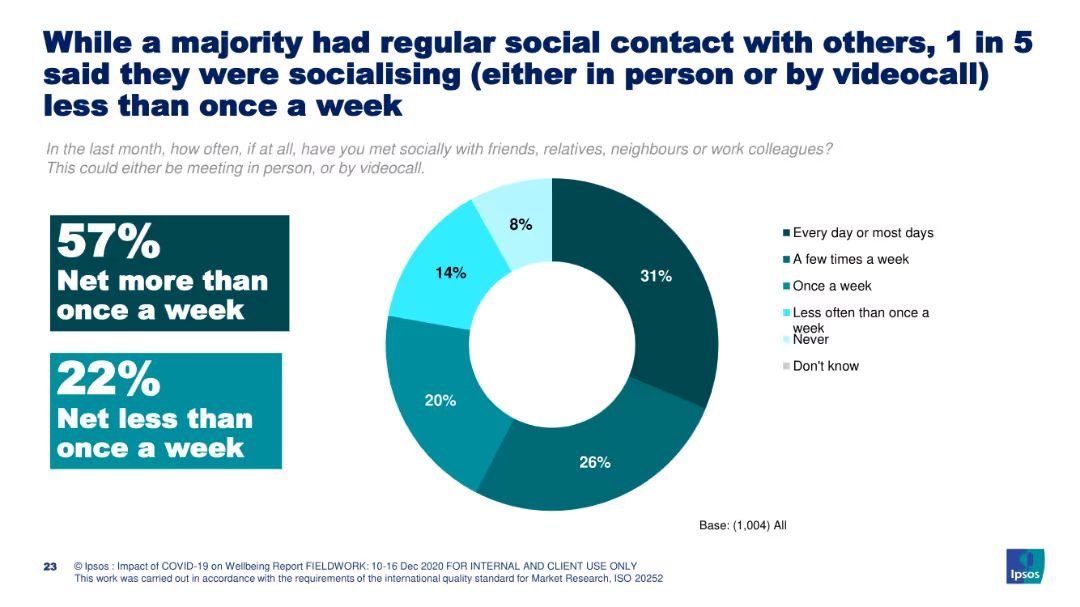 While a majority had regular social contact with others, 1 in 5
said they were socialising (either in person or by videocall)
less than once a week
In the last month, how often, if at all, have you met socially with friends, relatives, neighbours or work colleagues?
This could either be meeting in person, or by videocall.
57%
Net more than
once a week
22%
Net less than
once a week
8%
31%
14%
20%
26%
Every day or most days
A few times a week
Once a week
Less often than once a
week
Never
Don't know
Base: (1,004) All
23
© Ipsos : Impact of COVID-19 on Wellbeing Report FIELDWORK: 10-16 Dec 2020 FOR INTERNAL AND CLIENT USE ONLY
This work was carried out in accordance with the requirements of the international quality standard for Market Research, ISO 20252
Ipsos